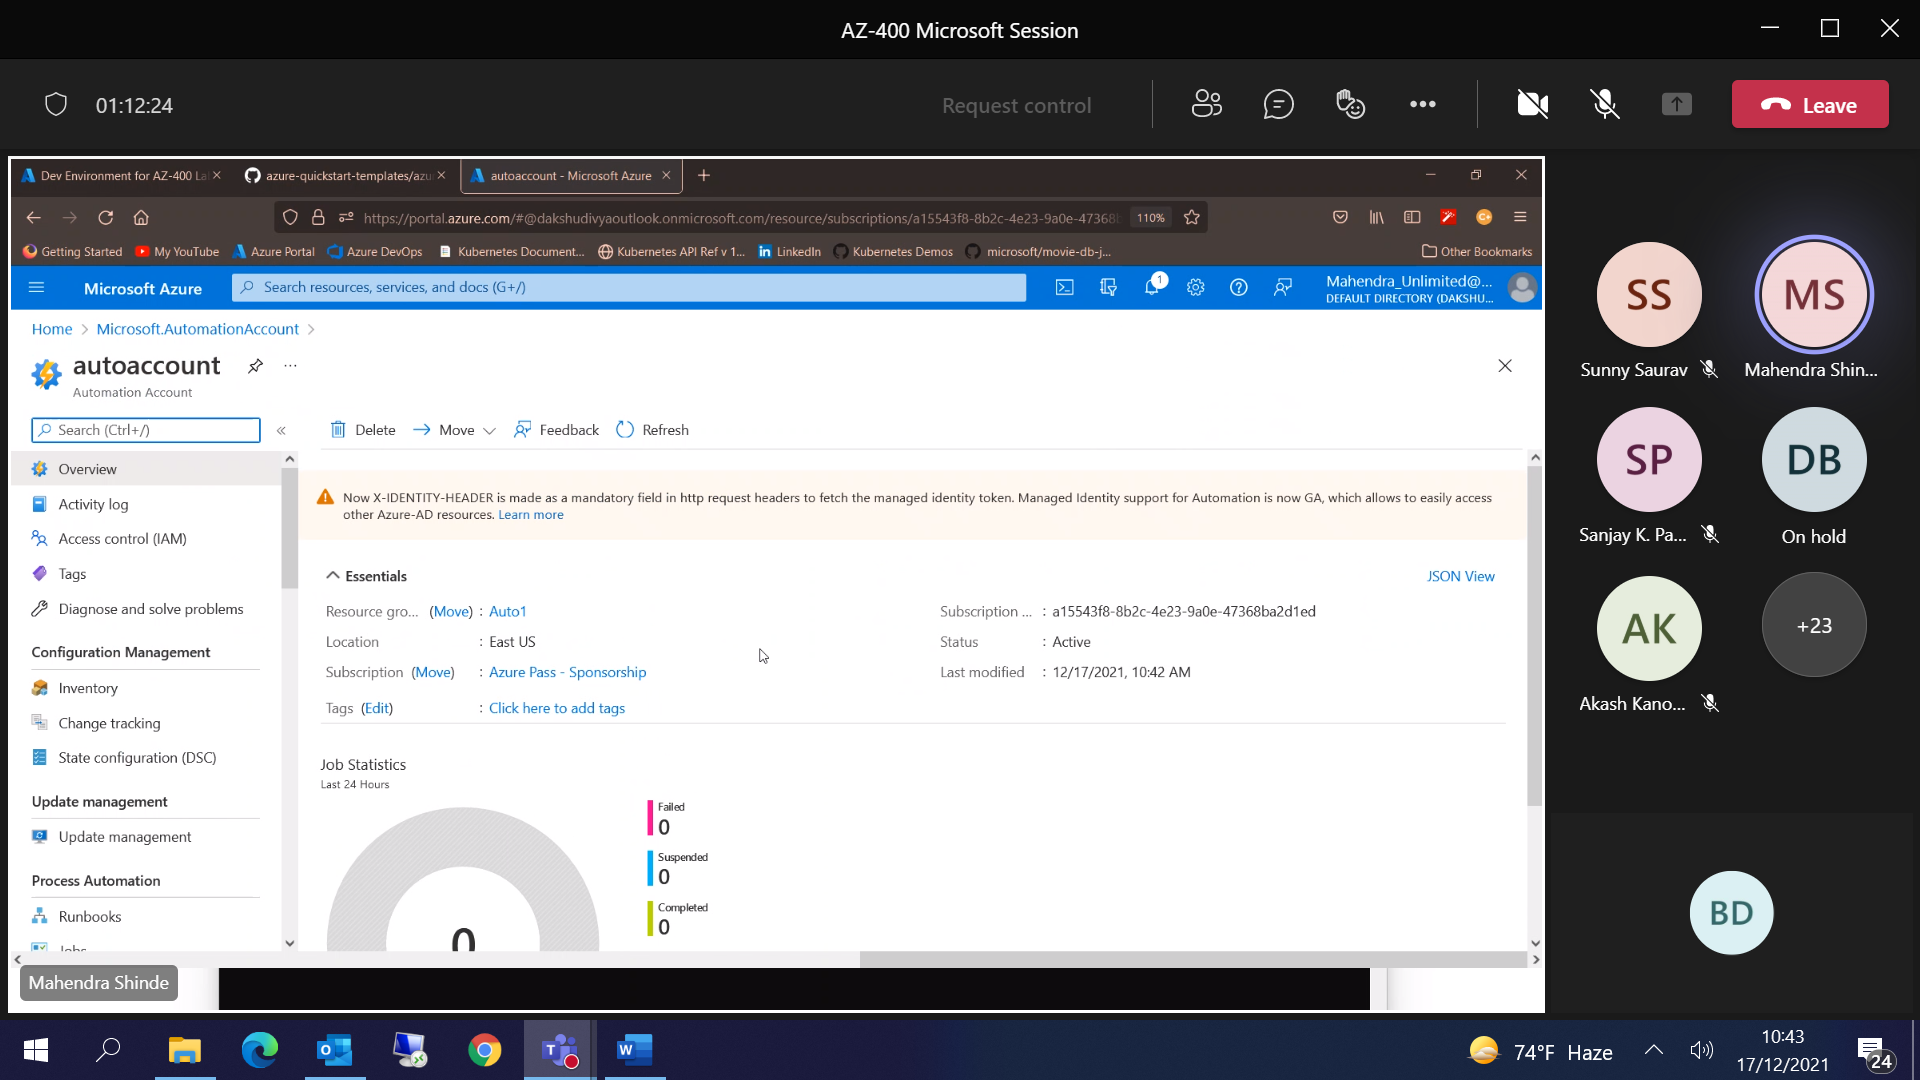 AZ-400 Microsoft Session
01:12:24
Request control
Leave
Dev Environment for AZ-400 La
azure-quickstart-templates/azu
autoaccount - Microsoft Azure
https://portal.azure.com/#@dakshudivyaoutlook.onmicrosoft.com/resource/subscriptions/a15543f8-8b2c-4e23-9a0e-47368
110%
Getting Started
My YouTube
Azure Portal
Azure DevOps
Kubernetes Document...
Kubernetes API Ref v 1...
LinkedIn
Kubernetes Demos
microsoft/movie-db-j...
Other Bookmarks
Microsoft Azure
Search resources, services, and docs (G+/)
1
Mahendra_Unlimited@...
DEFAULT DIRECTORY (DAKSHU...
Home > Microsoft.AutomationAccount >
autoaccount
Automation Account
Search (Ctrl+/)
«
Delete
Move
Feedback
Refresh
Overview
Activity log
Access control (IAM)
Tags
Diagnose and solve problems
Configuration Management
Inventory
Change tracking
State configuration (DSC)
Update management
Update management
Process Automation
Runbooks
Jobs
Now X-IDENTITY-HEADER is made as a mandatory field in http request headers to fetch the managed identity token. Managed Identity support for Automation is now GA, which allows to easily access
other Azure-AD resources. Learn more
Essentials
JSON View
Resource gro... (Move) : Auto1
Location : East US
Subscription (Move) : Azure Pass - Sponsorship
Tags (Edit) : Click here to add tags
Subscription ... : a15543f8-8b2c-4e23-9a0e-47368ba2d1ed
Status : Active
Last modified : 12/17/2021, 10:42 AM
Job Statistics
Last 24 Hours
0
Failed
0
Suspended
0
Completed
0
Mahendra Shinde
SS
Sunny Saurav
MS
Mahendra Shin...
SP
Sanjay K. Pa...
DB
On hold
AK
Akash Kano...
+23
BD
74°F Haze
10:43
17/12/2021
24